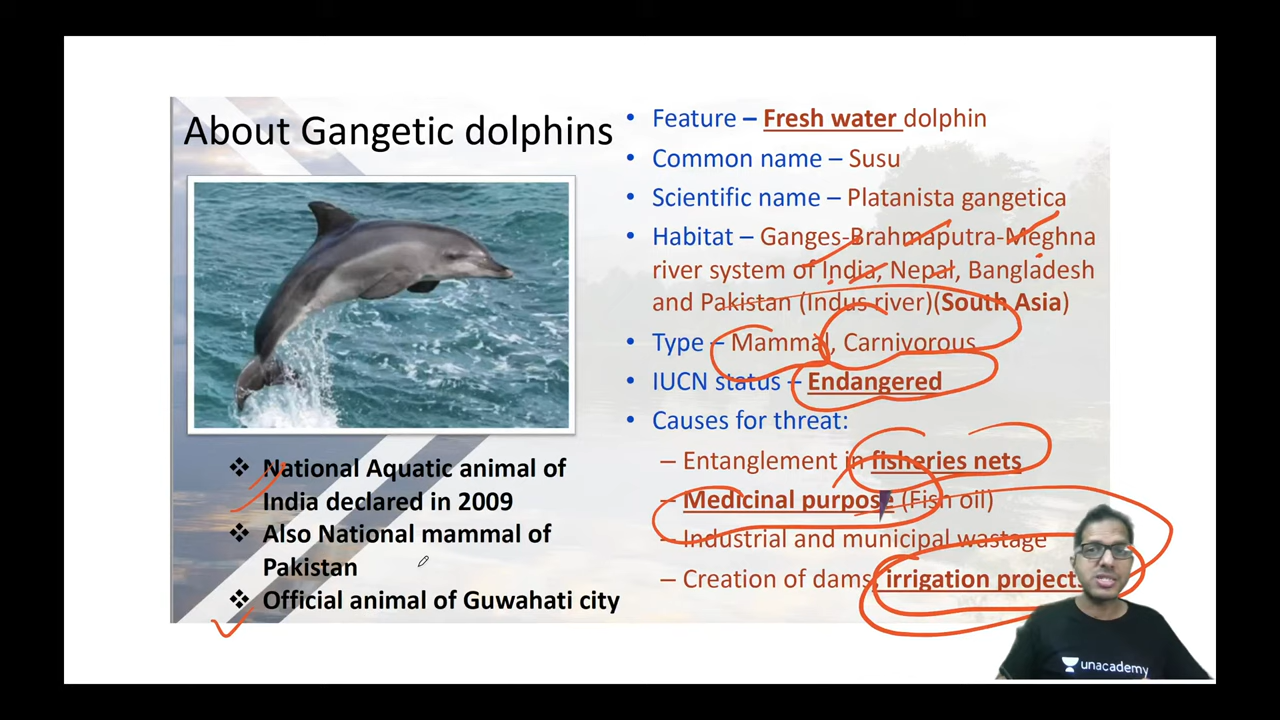 About Gangetic dolphins
National Aquatic animal of
India declared in 2009
Also National mammal of
Pakistan
Official animal of Guwahati city
Feature – Fresh water dolphin
Common name – Susu
Scientific name – Platanista gangetica
Habitat – Ganges-Brahmaputra-Meghna
river system of India, Nepal, Bangladesh
and Pakistan (Indus river)(South Asia)
Type – Mammal, Carnivorous
IUCN status – Endangered
Causes for threat:
– Entanglement in fisheries nets
– Medicinal purpose (Fish oil)
– Industrial and municipal wastage
– Creation of dams, irrigation projects
unacademy